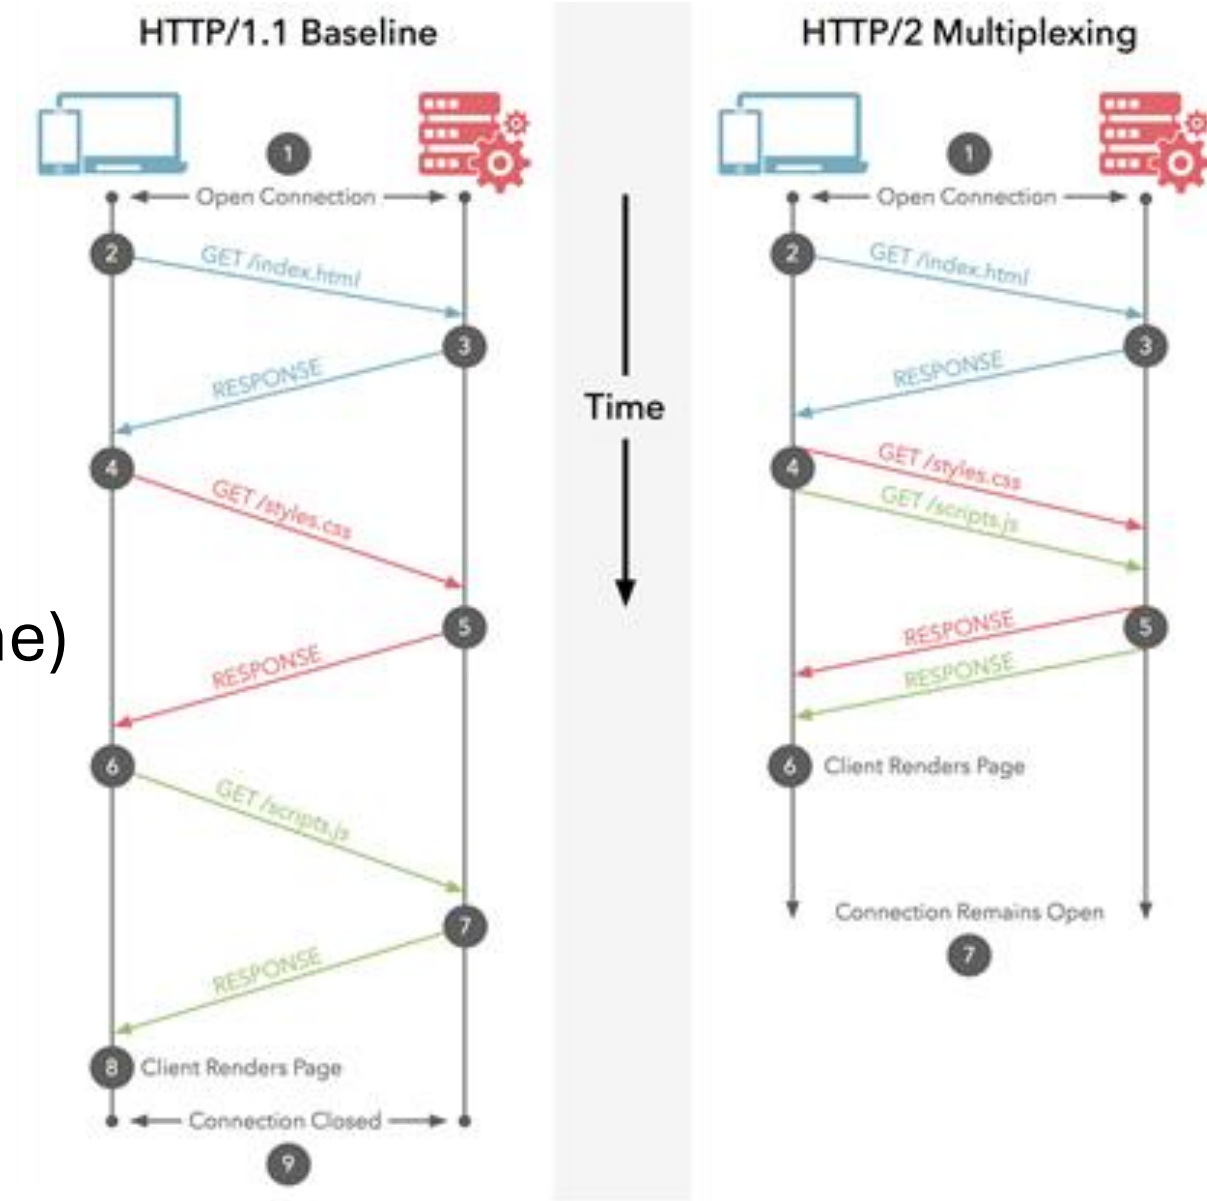 HTTP/1.1 Baseline
1
Open Connection
2
GET /index.html
3
RESPONSE
4
GET /styles.css
5
RESPONSE
6
GET /scripts.js
7
RESPONSE
8
Client Renders Page
Connection Closed
9
ne)
Time
HTTP/2 Multiplexing
1
Open Connection
2
GET /index.html
3
RESPONSE
4
GET /styles.css
GET /scripts.js
5
RESPONSE
RESPONSE
6
Client Renders Page
Connection Remains Open
7